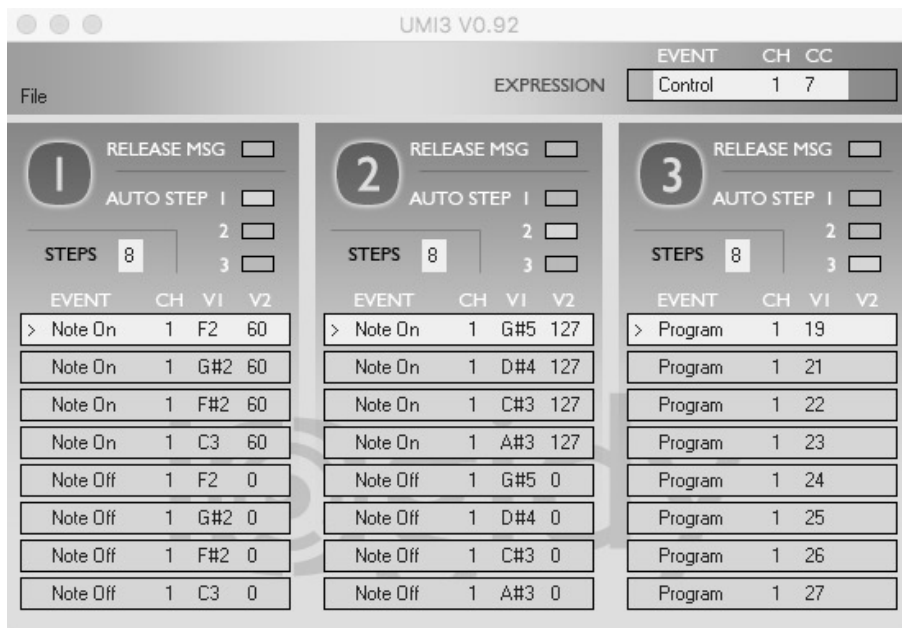 UMI3 V0.92
EVENT CH CC
EXPRESSION Control 1 7
File
1 RELEASE MSG
AUTO STEP 1
2
3
STEPS 8
EVENT CH V1 V2
> Note On 1 F2 60
Note On 1 G#2 60
Note On 1 F#2 60
Note On 1 C3 60
Note Off 1 F2 0
Note Off 1 G#2 0
Note Off 1 F#2 0
Note Off 1 C3 0
2 RELEASE MSG
AUTO STEP 1
2
3
STEPS 8
EVENT CH V1 V2
> Note On 1 G#5 127
Note On 1 D#4 127
Note On 1 C#3 127
Note On 1 A#3 127
Note Off 1 G#5 0
Note Off 1 D#4 0
Note Off 1 C#3 0
Note Off 1 A#3 0
3 RELEASE MSG
AUTO STEP 1
2
3
STEPS 8
EVENT CH V1 V2
> Program 1 19
Program 1 21
Program 1 22
Program 1 23
Program 1 24
Program 1 25
Program 1 26
Program 1 27